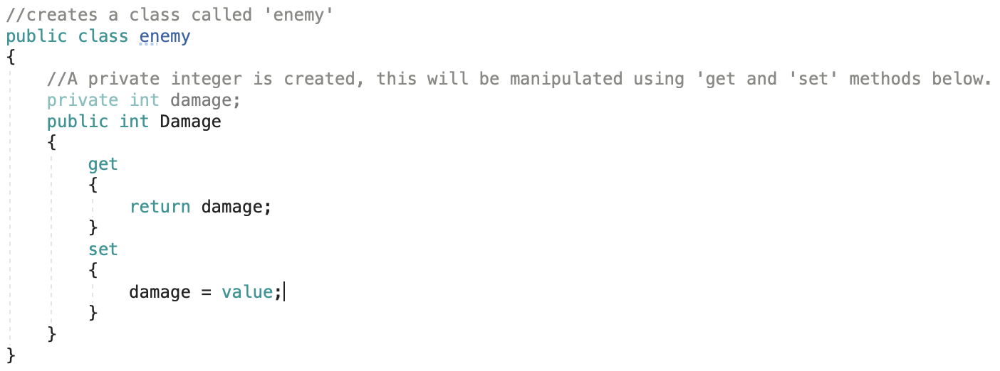 //creates a class called 'enemy'
public class enemy
{
    //A private integer is created, this will be manipulated using 'get and 'set' methods below.
    private int damage;
    public int Damage
    {
        get
        {
            return damage;
        }
        set
        {
            damage = value;
        }
    }
}